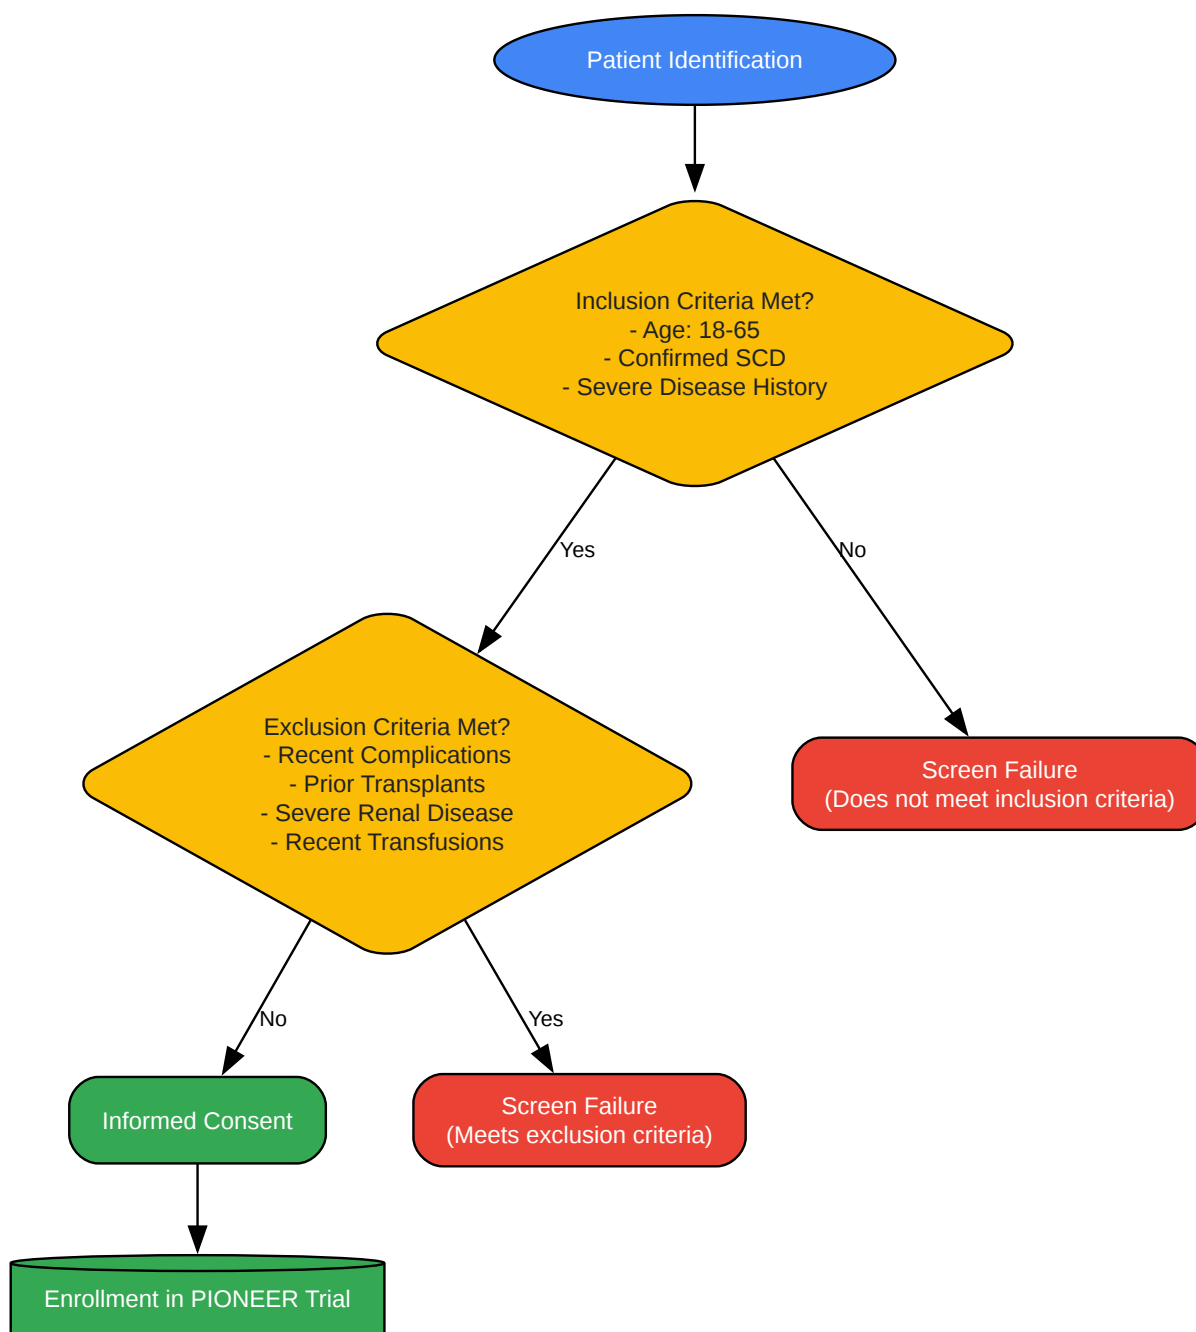 Patient Identification
Inclusion Criteria Met?
- Age: 18-65
- Confirmed SCD
- Severe Disease History
Yes
No
Exclusion Criteria Met?
- Recent Complications
- Prior Transplants
- Severe Renal Disease
- Recent Transfusions
Screen Failure
(Does not meet inclusion criteria)
No
Yes
Informed Consent
Screen Failure
(Meets exclusion criteria)
Enrollment in PIONEER Trial